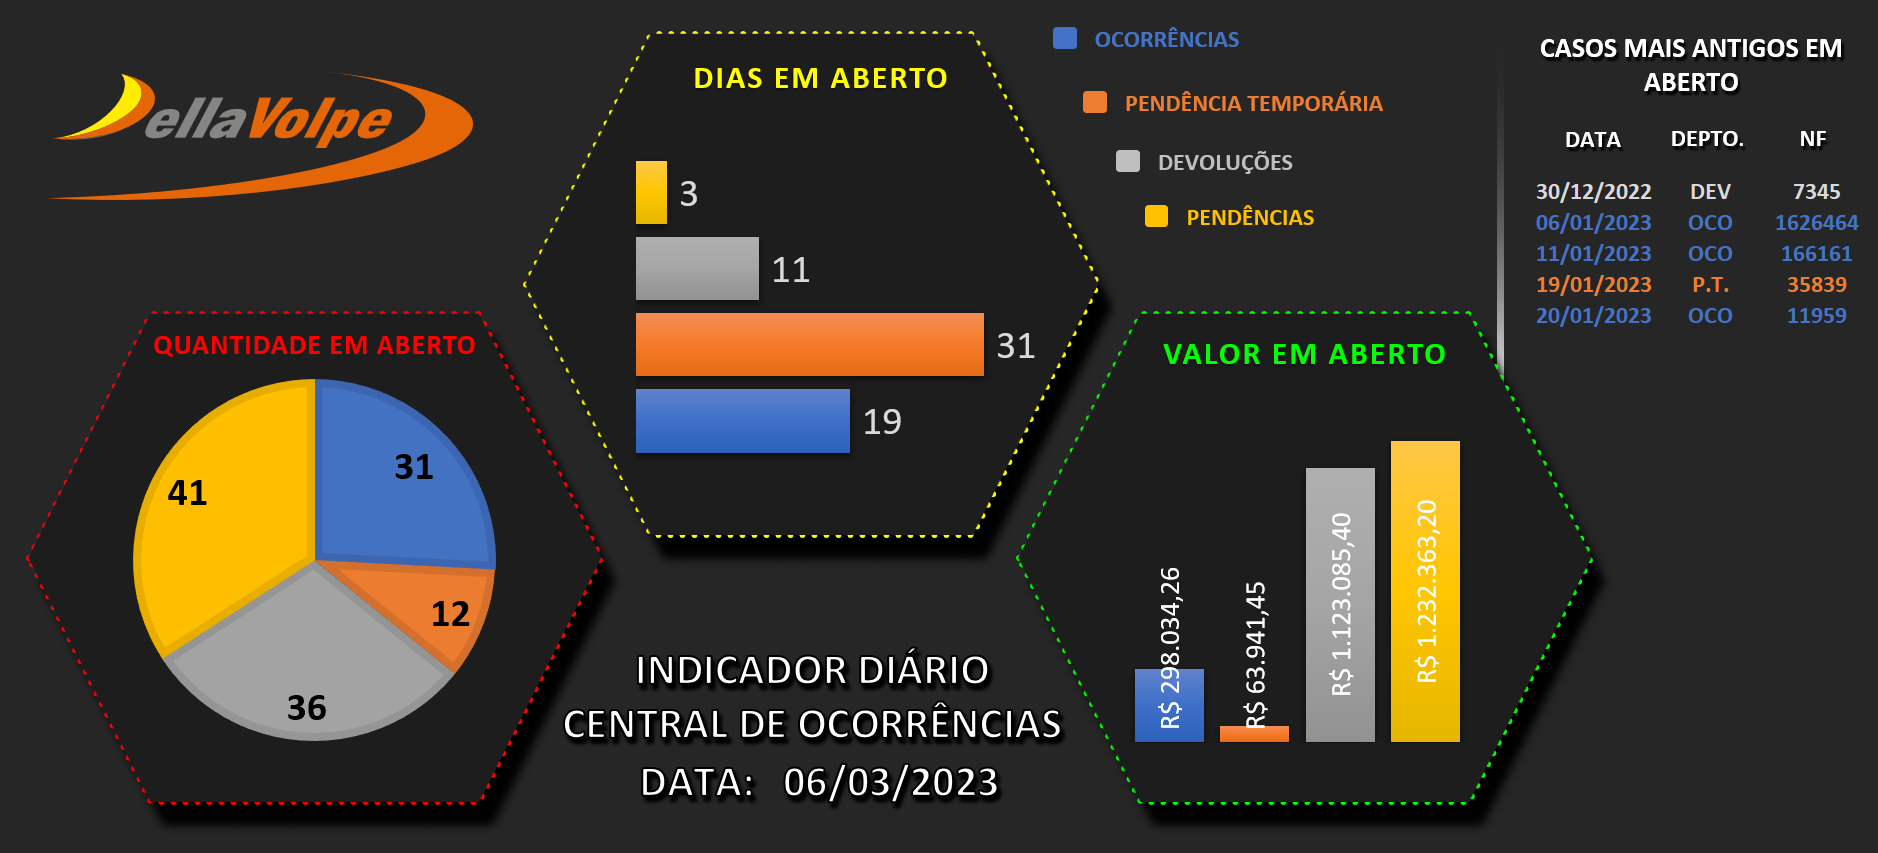 DellaVolpe
DIAS EM ABERTO
3
11
31
19
OCORRÊNCIAS
PENDÊNCIA TEMPORÁRIA
DEVOLUÇÕES
PENDÊNCIAS
CASOS MAIS ANTIGOS EM
ABERTO
DATA DEPTO. NF
30/12/2022 DEV 7345
06/01/2023 OCO 1626464
11/01/2023 OCO 166161
19/01/2023 P.T. 35839
20/01/2023 OCO 11959
QUANTIDADE EM ABERTO
31
41
12
36
VALOR EM ABERTO
R$ 298.034,26
R$ 63.941,45
R$ 1.123.085,40
R$ 1.232.363,20
INDICADOR DIÁRIO
CENTRAL DE OCORRÊNCIAS
DATA: 06/03/2023